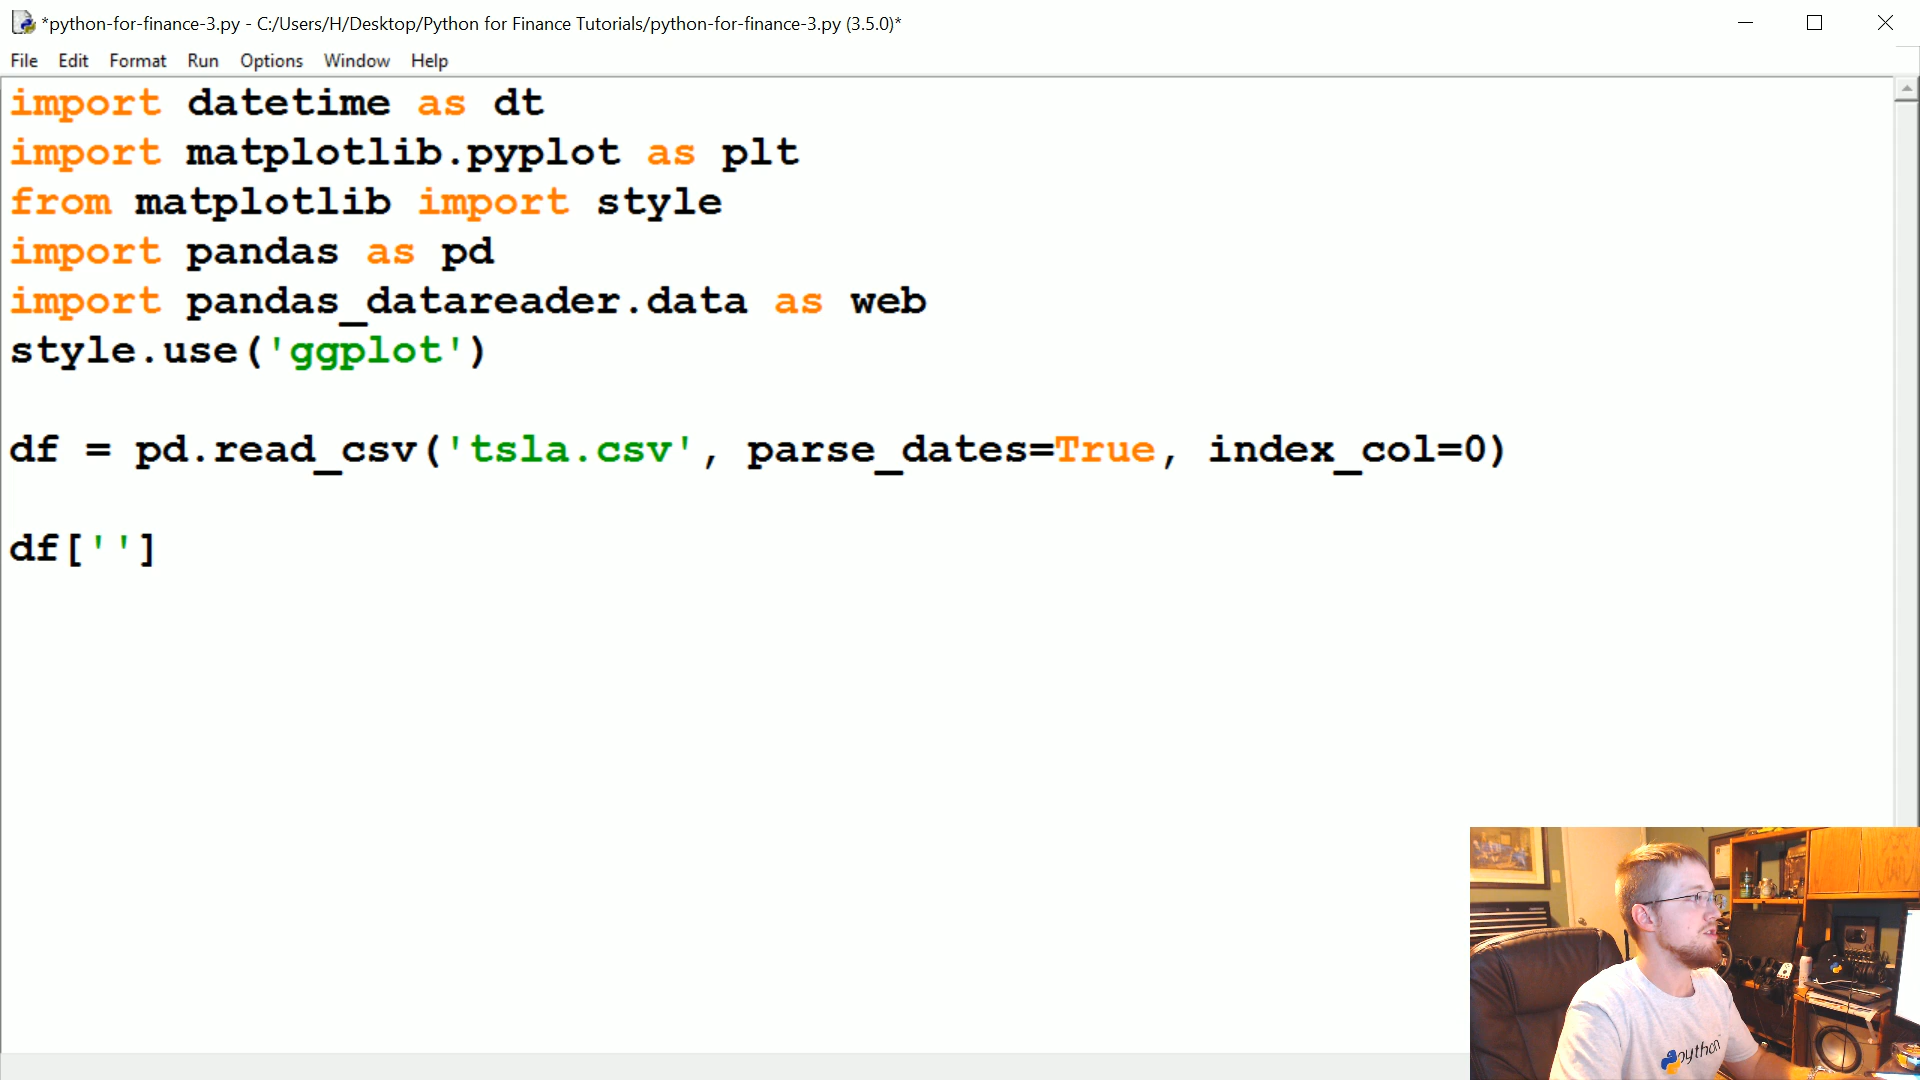 *python-for-finance-3.py - C:/Users/H/Desktop/Python for Finance Tutorials/python-for-finance-3.py (3.5.0)*
File Edit Format Run Options Window Help
import datetime as dt
import matplotlib.pyplot as plt
from matplotlib import style
import pandas as pd
import pandas_datareader.data as web
style.use('ggplot')
df = pd.read_csv('tsla.csv', parse_dates=True, index_col=0)
df['']
python